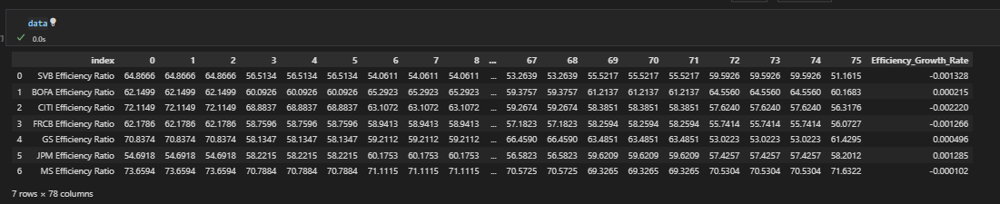 data
0.0s
index 0 1 2 3 4 5 6 7 8 ... 67 68 69 70 71 72 73 74 75 Efficiency_Growth_Rate
0 SVB Efficiency Ratio 64.8666 64.8666 64.8666 56.5134 56.5134 56.5134 54.0611 54.0611 54.0611 ... 53.2639 53.2639 55.5217 55.5217 55.5217 59.5926 59.5926 59.5926 51.1615 -0.001328
1 BOFA Efficiency Ratio 62.1499 62.1499 62.1499 60.0926 60.0926 60.0926 65.2923 65.2923 65.2923 ... 59.3757 59.3757 61.2137 61.2137 61.2137 64.5560 64.5560 64.5560 60.1683 0.000215
2 CITI Efficiency Ratio 72.1149 72.1149 72.1149 68.8837 68.8837 68.8837 63.1072 63.1072 63.1072 ... 59.2674 59.2674 58.3851 58.3851 58.3851 57.6240 57.6240 57.6240 56.3176 -0.002220
3 FRCB Efficiency Ratio 62.1786 62.1786 62.1786 58.7596 58.7596 58.7596 58.9413 58.9413 58.9413 ... 57.1823 57.1823 58.2594 58.2594 58.2594 55.7414 55.7414 55.7414 56.0727 -0.001266
4 GS Efficiency Ratio 70.8374 70.8374 70.8374 58.1347 58.1347 58.1347 59.2112 59.2112 59.2112 ... 66.4590 66.4590 63.4851 63.4851 63.4851 53.0223 53.0223 53.0223 61.4295 0.000496
5 JPM Efficiency Ratio 54.6918 54.6918 54.6918 58.2215 58.2215 58.2215 60.1753 60.1753 60.1753 ... 56.5823 56.5823 59.6209 59.6209 59.6209 57.4257 57.4257 57.4257 58.2012 0.001285
6 MS Efficiency Ratio 73.6594 73.6594 73.6594 70.7884 70.7884 70.7884 71.1115 71.1115 71.1115 ... 70.5725 70.5725 69.3265 69.3265 69.3265 70.5304 70.5304 70.5304 71.6322 -0.000102
7 rows × 78 columns